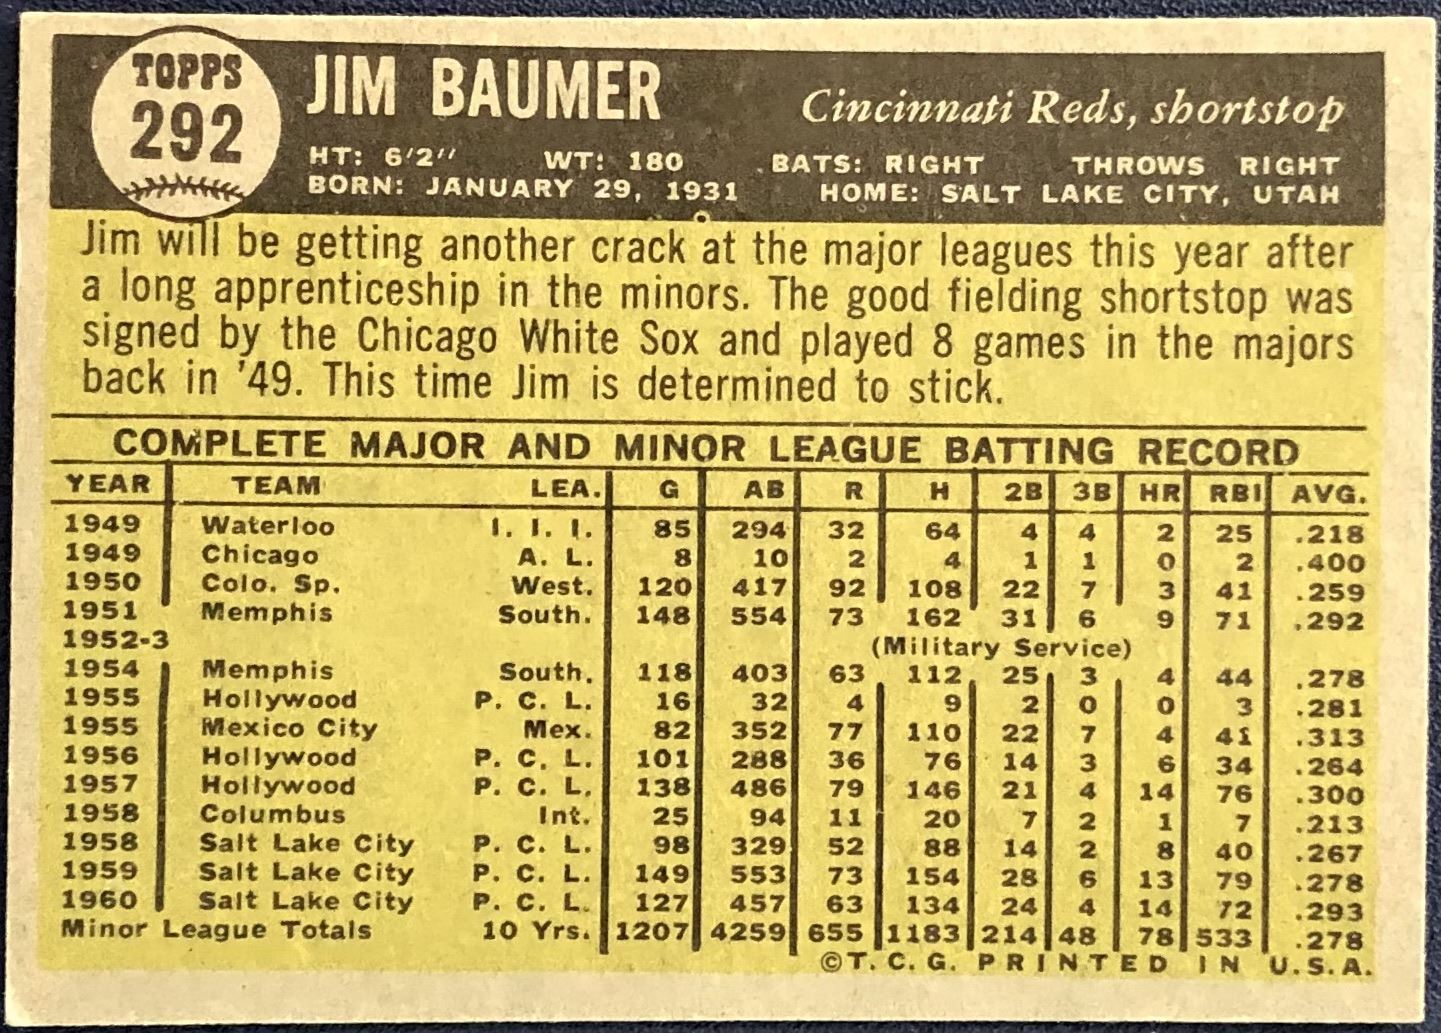 TOPPS
292
JIM BAUMER
Cincinnati Reds, shortstop
HT: 6'2" WT: 180 BATS: RIGHT THROWS RIGHT
BORN: JANUARY 29, 1931 HOME: SALT LAKE CITY, UTAH
Jim will be getting another crack at the major leagues this year after
a long apprenticeship in the minors. The good fielding shortstop was
signed by the Chicago White Sox and played 8 games in the majors
back in '49. This time Jim is determined to stick.
COMPLETE MAJOR AND MINOR LEAGUE BATTING RECORD
YEAR TEAM LEA. G AB R H 2B 3B HR RBI AVG.
1949 Waterloo I. I. I. 85 294 32 64 4 4 2 25 .218
1949 Chicago A. L. 8 10 2 4 1 1 0 2 .400
1950 Colo. Sp. West. 120 417 92 108 22 7 3 41 .259
1951 Memphis South. 148 554 73 162 31 6 9 71 .292
1952-3 (Military Service)
1954 Memphis South. 118 403 63 112 25 3 4 44 .278
1955 Hollywood P. C. L. 16 32 4 9 2 0 0 3 .281
1955 Mexico City Mex. 82 352 77 110 22 7 4 41 .313
1956 Hollywood P. C. L. 101 288 36 76 14 3 6 34 .264
1957 Hollywood P. C. L. 138 486 79 146 21 4 14 76 .300
1958 Columbus Int. 25 94 11 20 7 2 1 7 .213
1958 Salt Lake City P. C. L. 98 329 52 88 14 2 8 40 .267
1959 Salt Lake City P. C. L. 149 553 73 154 28 6 13 79 .278
1960 Salt Lake City P. C. L. 127 457 63 134 24 4 14 72 .293
Minor League Totals 10 Yrs. 1207 4259 655 1183 214 48 78 533 .278
©T. C. G. PRINTED IN U.S.A.